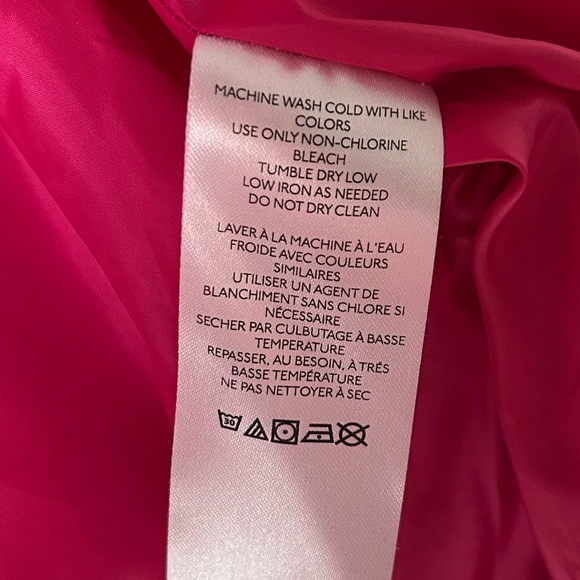 MACHINE WASH COLD WITH LIKE
COLORS
USE ONLY NON-CHLORINE
BLEACH
TUMBLE DRY LOW
LOW IRON AS NEEDED
DO NOT DRY CLEAN
LAVER À LA MACHINE À L'EAU
FROIDE AVEC COULEURS
SIMILAIRES
UTILISER UN AGENT DE
BLANCHIMENT SANS CHLORE SI
NÉCESSAIRE
SECHER PAR CULBUTAGE À BASSE
TEMPERATURE
REPASSER, AU BESOIN, À TRÉS
BASSE TEMPÉRATURE
NE PAS NETTOYER À SEC
30